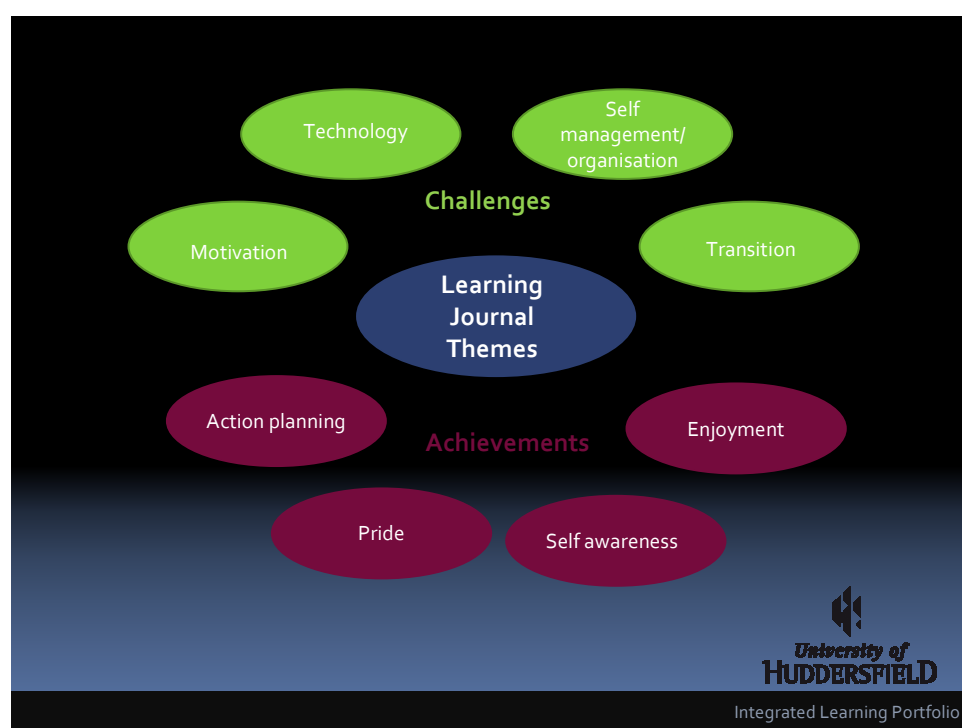 Technology
Self
management/
organisation
Challenges
Motivation
Transition
Learning
Journal
Themes
Action planning
Achievements
Enjoyment
Pride
Self awareness
University of
HUDDERSFIELD
Integrated Learning Portfolio